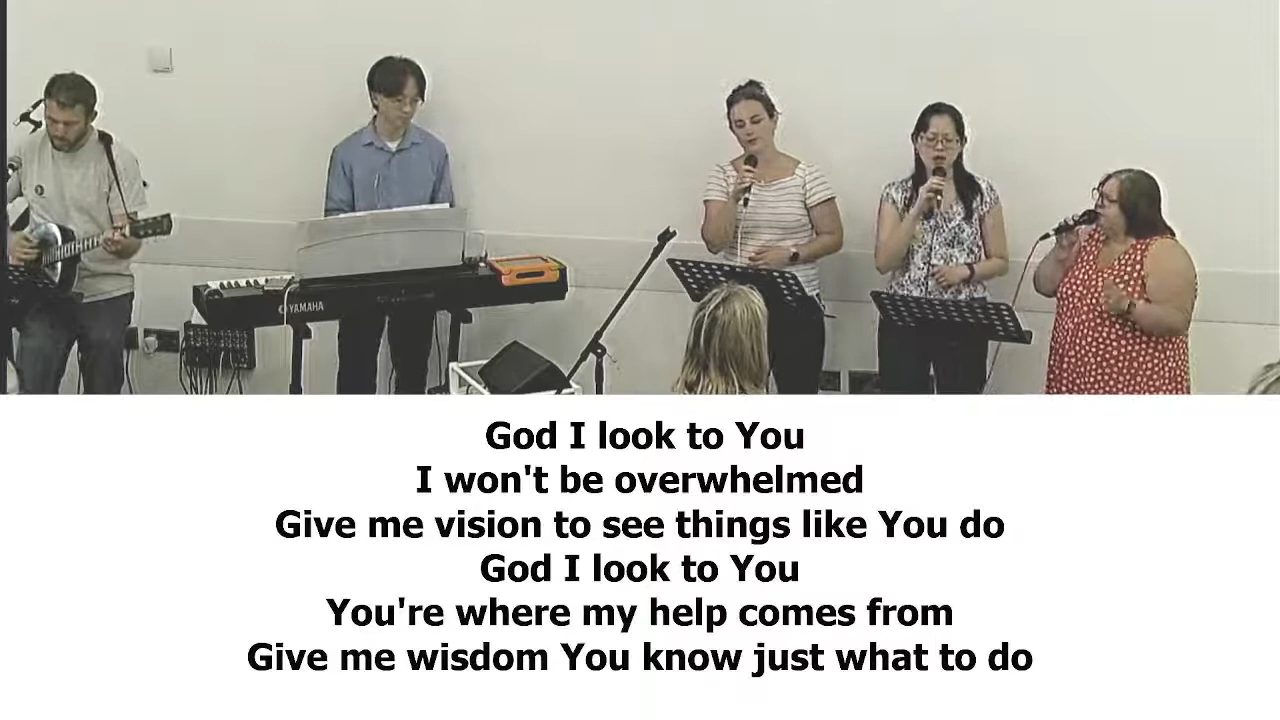 YAMAHA
God I look to You
I won't be overwhelmed
Give me vision to see things like You do
God I look to You
You're where my help comes from
Give me wisdom You know just what to do